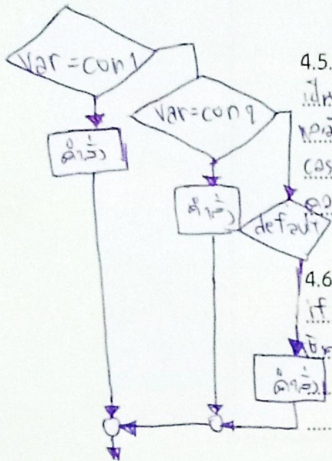 var=con1
4.5.
var=con9
คำสั่ง
cas
คำสั่ง
default
4.6
if
คำสั่ง